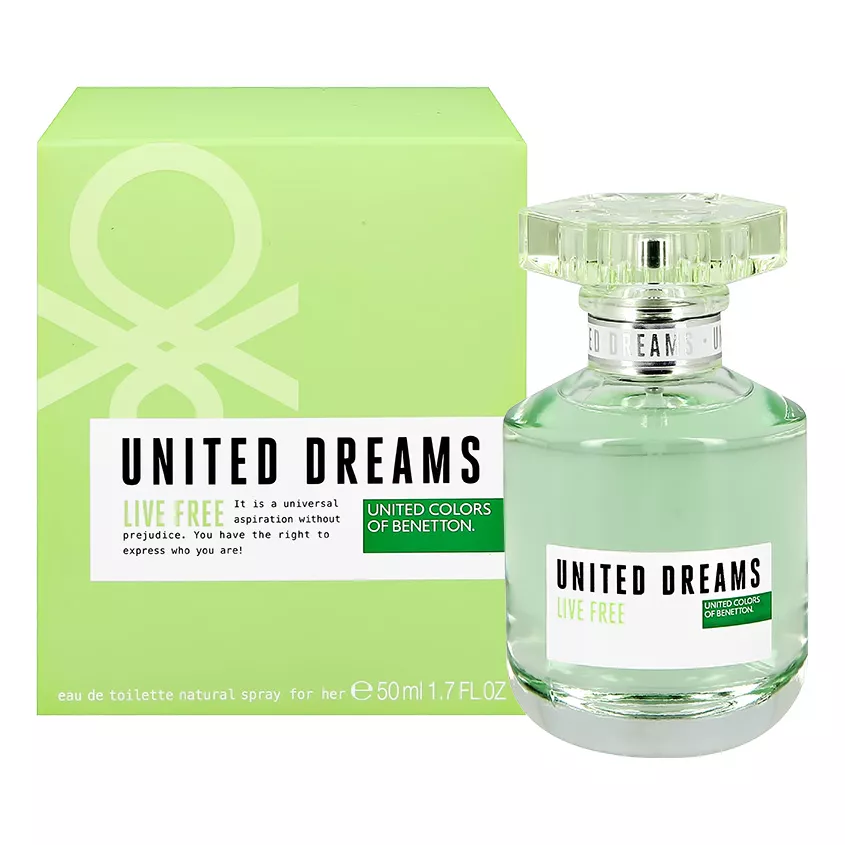 UNITED DREAMS
LIVE FREE It is a universal
aspiration without
prejudice. You have the right to
express who you are!
UNITED COLORS
OF BENETTON.
eau de toilette natural spray for her ℮ 50ml 1.7 FL OZ
ED DREAMS · U
UNITED DREAMS
LIVE FREE
UNITED COLORS
OF BENETTON.